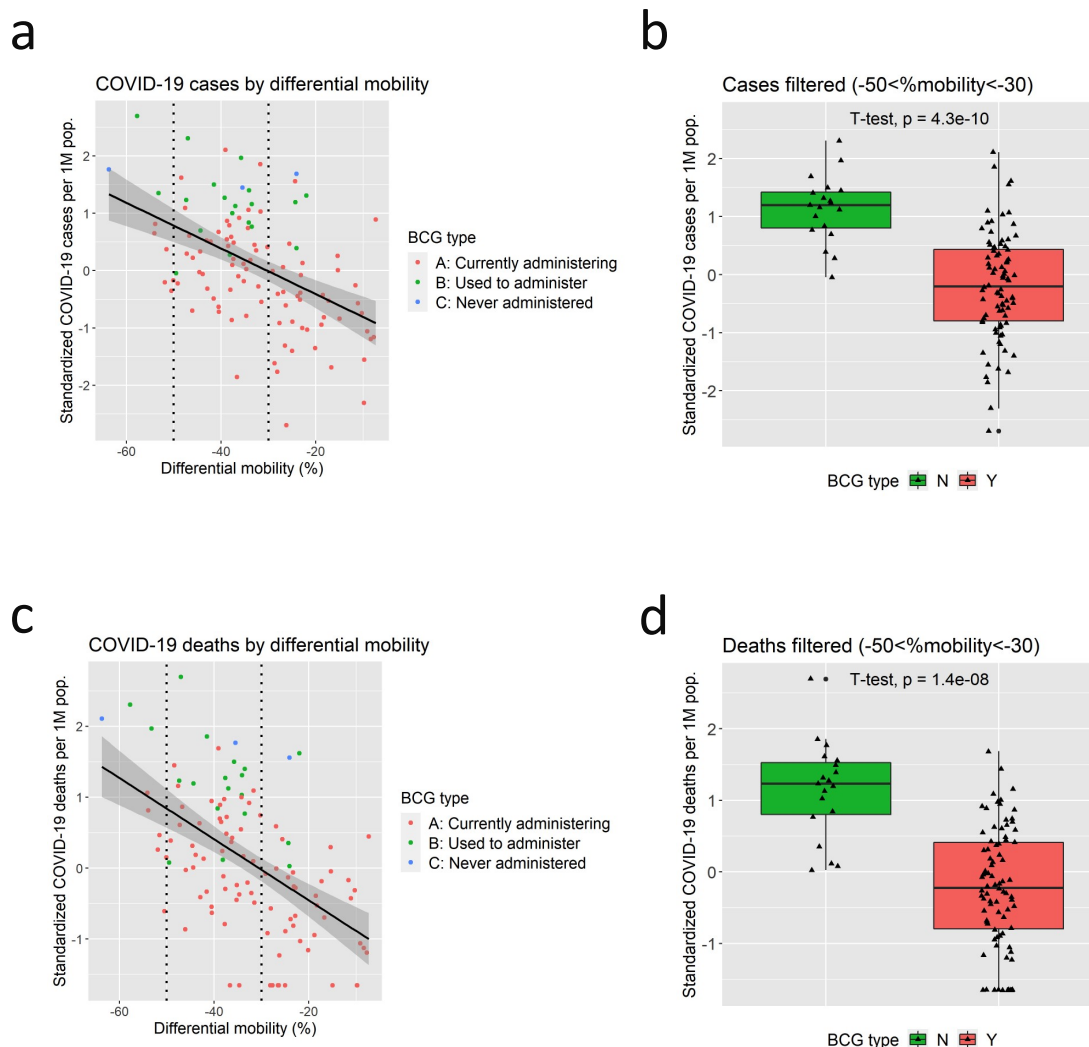 a
COVID-19 cases by differential mobility
Standardized COVID-19 cases per 1M pop.
2
1
0
-1
-2
-60
-40
-20
Differential mobility (%)
BCG type
A: Currently administering
B: Used to administer
C: Never administered
b
Cases filtered (-50<%mobility<-30)
T-test, p = 4.3e-10
Standardized COVID-19 cases per 1M pop.
2
1
0
-1
-2
BCG type N Y
c
COVID-19 deaths by differential mobility
Standardized COVID-19 deaths per 1M pop.
2
1
0
-1
-60
-40
-20
Differential mobility (%)
BCG type
A: Currently administering
B: Used to administer
C: Never administered
d
Deaths filtered (-50<%mobility<-30)
T-test, p = 1.4e-08
Standardized COVID-19 deaths per 1M pop.
2
1
0
-1
BCG type N Y